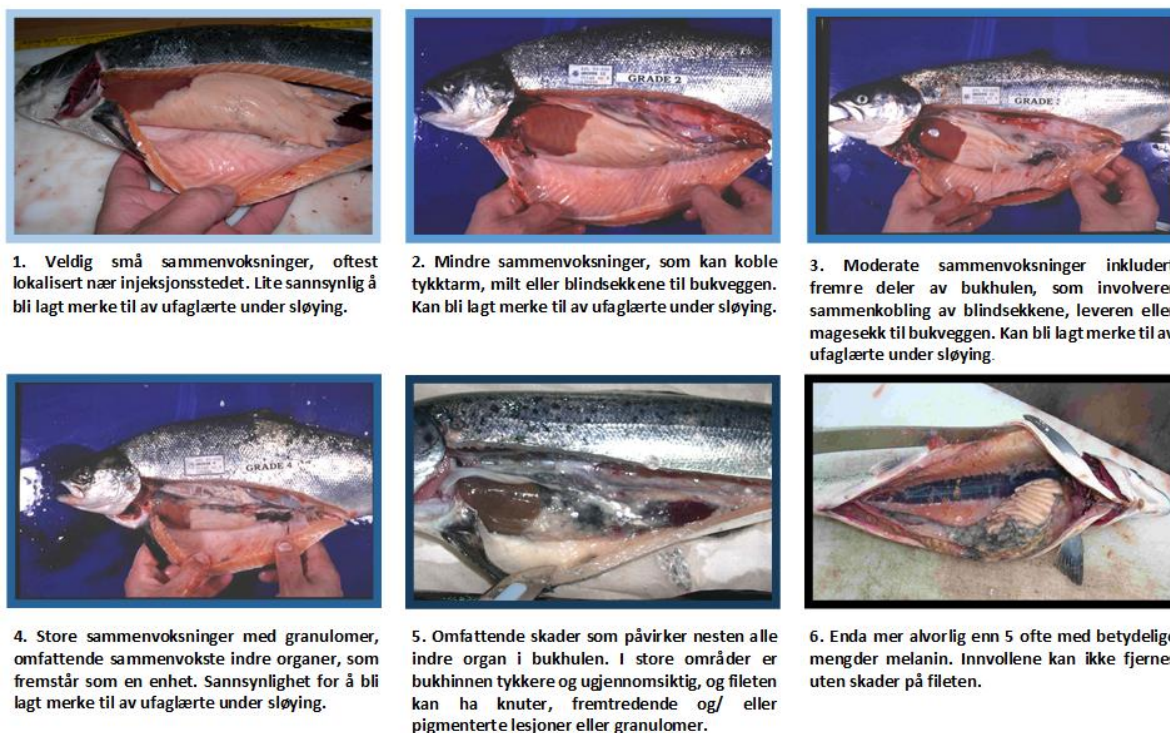 GRADE 2
GRADE
GRADE 4
1. Veldig små sammenvoksninger, oftest
lokalisert nær injeksjonsstedet. Lite sannsynlig å
bli lagt merke til av ufaglærte under sløying.
2. Mindre sammenvoksninger, som kan koble
tykktarm, milt eller blindsekkene til bukveggen.
Kan bli lagt merke til av ufaglærte under sløying.
3. Moderate sammenvoksninger inkludert
fremre deler av bukhulen, som involverer
sammenkobling av blindsekkene, leveren eller
magesekk til bukveggen. Kan bli lagt merke til av
ufaglærte under sløying.
4. Store sammenvoksninger med granulomer,
omfattende sammenvokste indre organer, som
fremstår som en enhet. Sannsynlighet for å bli
lagt merke til av ufaglærte under sløying.
5. Omfattende skader som påvirker nesten alle
indre organ i bukhulen. I store områder er
bukhinnen tykkere og ugjennomsiktig, og fileten
kan ha knuter, fremtredende og/ eller
pigmenterte lesjoner eller granulomer.
6. Enda mer alvorlig enn 5 ofte med betydelige
mengder melanin. Innvollene kan ikke fjernes
uten skader på fileten.